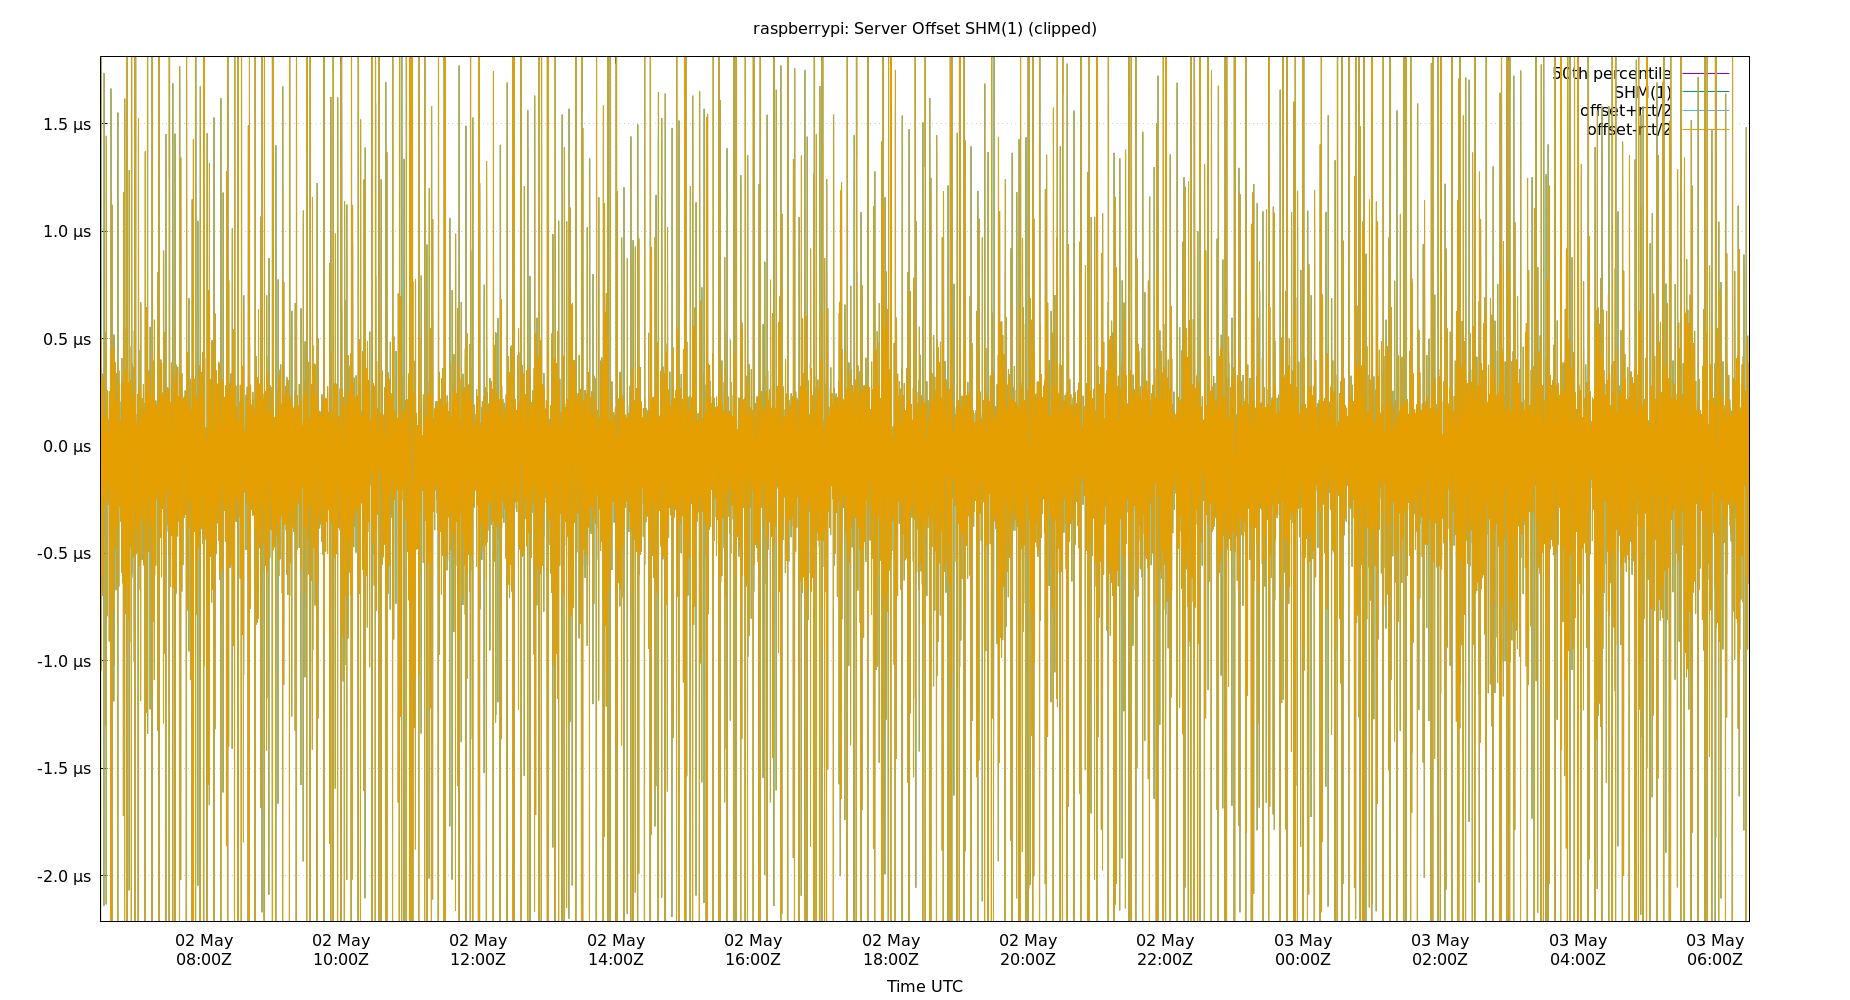 raspberrypi: Server Offset SHM(1) (clipped)
50th percentile
SHM(1)
offset+rtt/2
offset-rtt/2
1.5 µs
1.0 µs
0.5 µs
0.0 µs
-0.5 µs
-1.0 µs
-1.5 µs
-2.0 µs
02 May 02 May 02 May 02 May 02 May 02 May 02 May 02 May 03 May 03 May 03 May 03 May
08:00Z 10:00Z 12:00Z 14:00Z 16:00Z 18:00Z 20:00Z 22:00Z 00:00Z 02:00Z 04:00Z 06:00Z
Time UTC